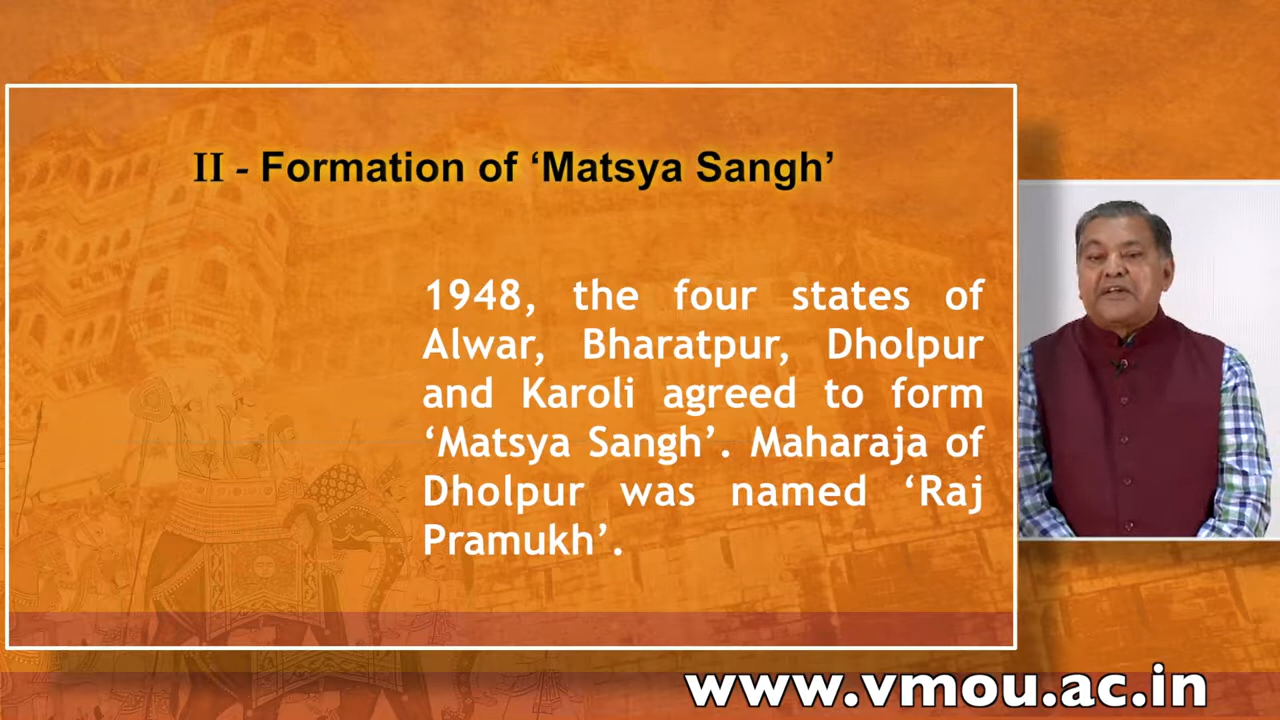 II - Formation of ‘Matsya Sangh’
1948, the four states of
Alwar, Bharatpur, Dholpur
and Karoli agreed to form
‘Matsya Sangh’. Maharaja of
Dholpur was named ‘Raj
Pramukh’.
www.vmou.ac.in